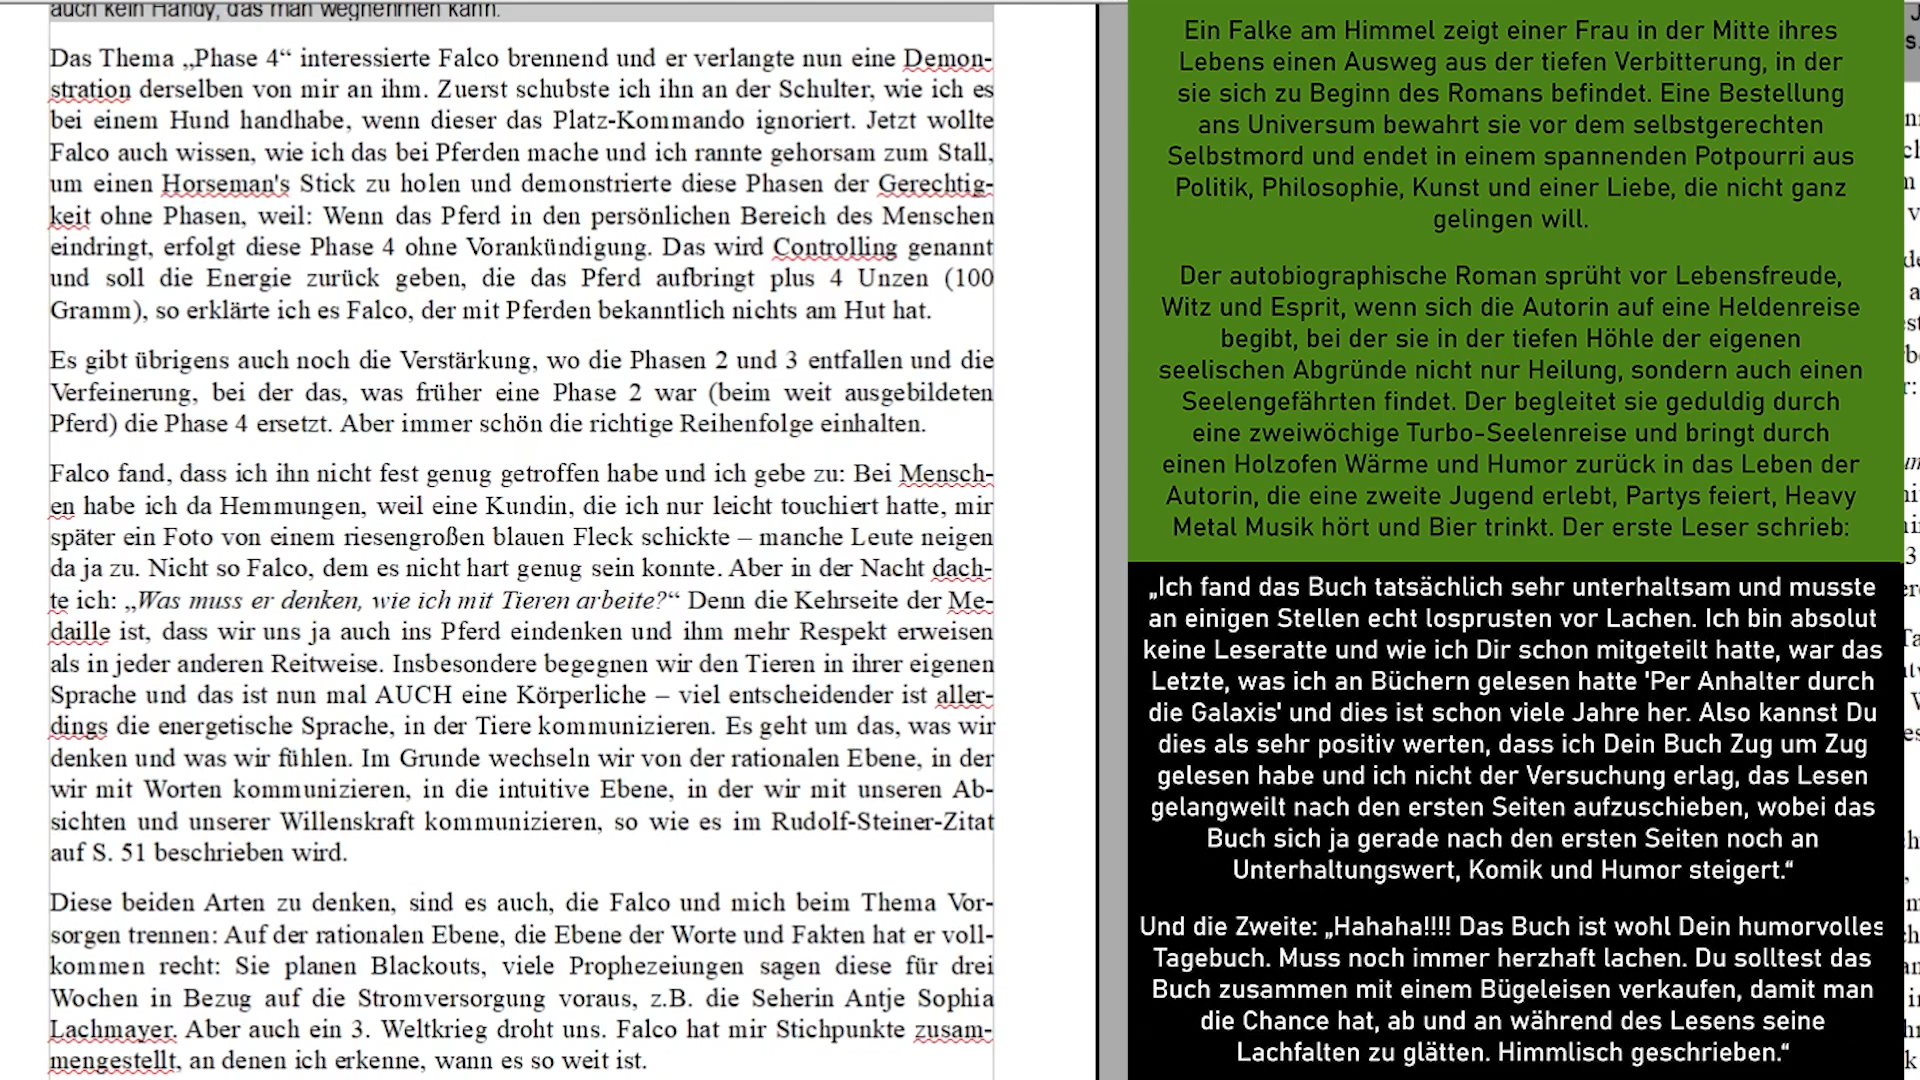 auch kein Handy, das man wegnehmen kann.
Das Thema „Phase 4“ interessierte Falco brennend und er verlangte nun eine Demon-
stration derselben von mir an ihm. Zuerst schubste ich ihn an der Schulter, wie ich es
bei einem Hund handhabe, wenn dieser das Platz-Kommando ignoriert. Jetzt wollte
Falco auch wissen, wie ich das bei Pferden mache und ich rannte gehorsam zum Stall,
um einen Horseman's Stick zu holen und demonstrierte diese Phasen der Gerechtig-
keit ohne Phasen, weil: Wenn das Pferd in den persönlichen Bereich des Menschen
eindringt, erfolgt diese Phase 4 ohne Vorankündigung. Das wird Controlling genannt
und soll die Energie zurück geben, die das Pferd aufbringt plus 4 Unzen (100
Gramm), so erklärte ich es Falco, der mit Pferden bekanntlich nichts am Hut hat.
Es gibt übrigens auch noch die Verstärkung, wo die Phasen 2 und 3 entfallen und die
Verfeinerung, bei der das, was früher eine Phase 2 war (beim weit ausgebildeten
Pferd) die Phase 4 ersetzt. Aber immer schön die richtige Reihenfolge einhalten.
Falco fand, dass ich ihn nicht fest genug getroffen habe und ich gebe zu: Bei Mensch-
en habe ich da Hemmungen, weil eine Kundin, die ich nur leicht touchiert hatte, mir
später ein Foto von einem riesengroßen blauen Fleck schickte – manche Leute neigen
da ja zu. Nicht so Falco, dem es nicht hart genug sein konnte. Aber in der Nacht dach-
te ich: „Was muss er denken, wie ich mit Tieren arbeite?“ Denn die Kehrseite der Me-
daille ist, dass wir uns ja auch ins Pferd eindenken und ihm mehr Respekt erweisen
als in jeder anderen Reitweise. Insbesondere begegnen wir den Tieren in ihrer eigenen
Sprache und das ist nun mal AUCH eine Körperliche – viel entscheidender ist aller-
dings die energetische Sprache, in der Tiere kommunizieren. Es geht um das, was wir
denken und was wir fühlen. Im Grunde wechseln wir von der rationalen Ebene, in der
wir mit Worten kommunizieren, in die intuitive Ebene, in der wir mit unseren Ab-
sichten und unserer Willenskraft kommunizieren, so wie es im Rudolf-Steiner-Zitat
auf S. 51 beschrieben wird.
Diese beiden Arten zu denken, sind es auch, die Falco und mich beim Thema Vor-
sorgen trennen: Auf der rationalen Ebene, die Ebene der Worte und Fakten hat er voll-
kommen recht: Sie planen Blackouts, viele Prophezeiungen sagen diese für drei
Wochen in Bezug auf die Stromversorgung voraus, z.B. die Seherin Antje Sophia
Lachmayer. Aber auch ein 3. Weltkrieg droht uns. Falco hat mir Stichpunkte zusam-
mengestellt, an denen ich erkenne, wann es so weit ist.
Ein Falke am Himmel zeigt einer Frau in der Mitte ihres
Lebens einen Ausweg aus der tiefen Verbitterung, in der
sie sich zu Beginn des Romans befindet. Eine Bestellung
ans Universum bewahrt sie vor dem selbstgerechten
Selbstmord und endet in einem spannenden Potpourri aus
Politik, Philosophie, Kunst und einer Liebe, die nicht ganz
gelingen will.
Der autobiographische Roman sprüht vor Lebensfreude,
Witz und Esprit, wenn sich die Autorin auf eine Heldenreise
begibt, bei der sie in der tiefen Höhle der eigenen
seelischen Abgründe nicht nur Heilung, sondern auch einen
Seelengefährten findet. Der begleitet sie geduldig durch
eine zweiwöchige Turbo-Seelenreise und bringt durch
einen Holzofen Wärme und Humor zurück in das Leben der
Autorin, die eine zweite Jugend erlebt, Partys feiert, Heavy
Metal Musik hört und Bier trinkt. Der erste Leser schrieb:
„Ich fand das Buch tatsächlich sehr unterhaltsam und musste
an einigen Stellen echt losprusten vor Lachen. Ich bin absolut
keine Leseratte und wie ich Dir schon mitgeteilt hatte, war das
Letzte, was ich an Büchern gelesen hatte 'Per Anhalter durch
die Galaxis' und dies ist schon viele Jahre her. Also kannst Du
dies als sehr positiv werten, dass ich Dein Buch Zug um Zug
gelesen habe und ich nicht der Versuchung erlag, das Lesen
gelangweilt nach den ersten Seiten aufzuschieben, wobei das
Buch sich ja gerade nach den ersten Seiten noch an
Unterhaltungswert, Komik und Humor steigert.“
Und die Zweite: „Hahaha!!!! Das Buch ist wohl Dein humorvolles
Tagebuch. Muss noch immer herzhaft lachen. Du solltest das
Buch zusammen mit einem Bügeleisen verkaufen, damit man
die Chance hat, ab und an während des Lesens seine
Lachfalten zu glätten. Himmlisch geschrieben.“